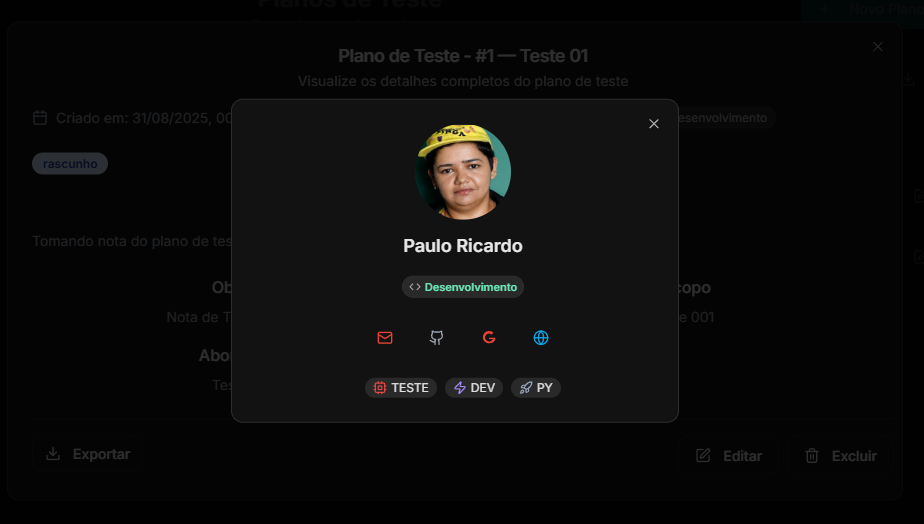 Planos de Teste
Novo Plano
Plano de Teste - #1 — Teste 01
Visualize os detalhes completos do plano de teste
Criado em: 31/08/2025, 00
esenvolvimento
rascunho
Paulo Ricardo
Desenvolvimento
Tomando nota do plano de tes
Ob
copo
Nota de T
e 001
Abor
Tes
TESTE DEV PY
Exportar
Editar
Excluir